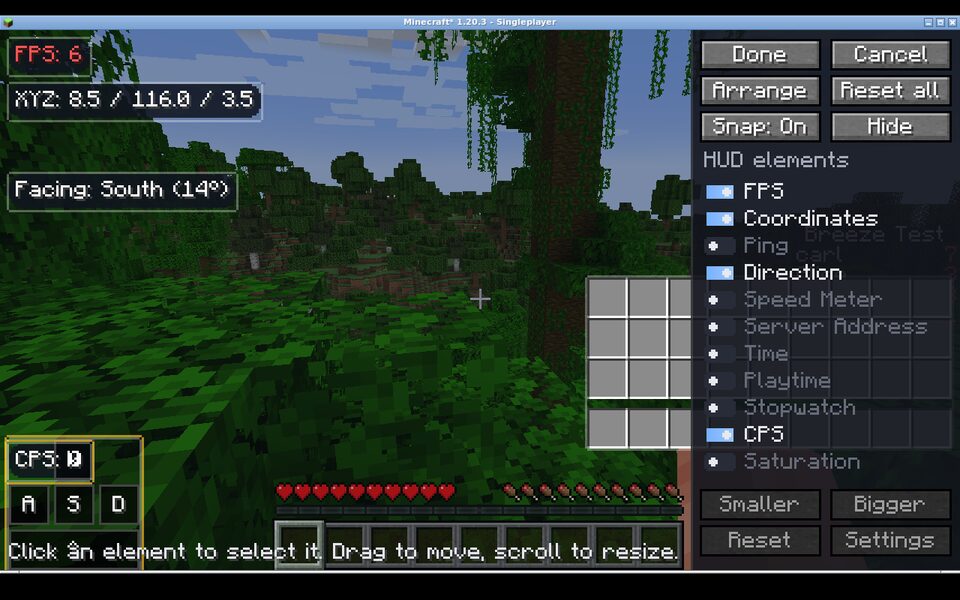 Minecraft* 1.20.3 - Singleplayer
FPS: 6
XYZ: 8.5 / 116.0 / 3.5
Facing: South (14°)
Done
Cancel
Arrange
Reset all
Snap: On
Hide
HUD elements
FPS
Coordinates
Breeze Test
Ping
carl
Direction
Speed Meter
Server Address
Time
Playtime
Stopwatch
CPS
Saturation
Smaller
Bigger
Reset
Settings
CPS: 0
A
S
D
Click an element to select it. Drag to move, scroll to resize.